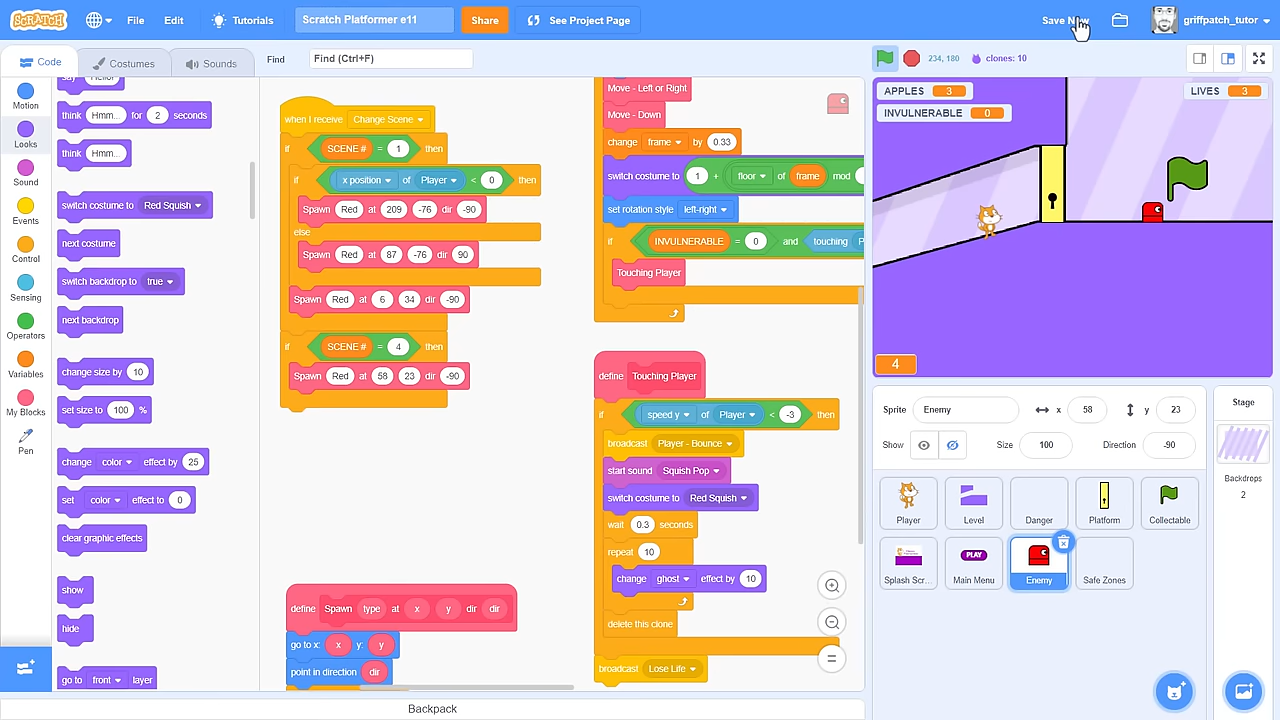 SCRATCH File Edit Tutorials Scratch Platformer e11 Share See Project Page Save Now griffpatch_tutor
Code Costumes Sounds Find Find (Ctrl+F) 234, 180 clones: 10
Motion
Looks
Sound
Events
Control
Sensing
Operators
Variables
My Blocks
Pen
think Hmm... for 2 seconds
think Hmm...
switch costume to Red Squish
next costume
switch backdrop to true
next backdrop
change size by 10
set size to 100 %
change color effect by 25
set color effect to 0
clear graphic effects
show
hide
go to front layer
when I receive Change Scene
if SCENE # = 1 then
if x position of Player < 0 then
Spawn Red at 209 -76 dir -90
else
Spawn Red at 87 -76 dir 90
Spawn Red at 6 34 dir -90
if SCENE # = 4 then
Spawn Red at 58 23 dir -90
define Spawn type at x y dir dir
go to x: x y: y
point in direction dir
Move - Left or Right
Move - Down
change frame by 0.33
switch costume to 1 + floor of frame mod
set rotation style left-right
if INVULNERABLE = 0 and touching P
Touching Player
define Touching Player
if speed y of Player < -3 then
broadcast Player - Bounce
start sound Squish Pop
switch costume to Red Squish
wait 0.3 seconds
repeat 10
change ghost effect by 10
delete this clone
broadcast Lose Life
APPLES 3 LIVES 3
INVULNERABLE 0
4
Sprite Enemy x 58 y 23
Show Size 100 Direction -90
Player Level Danger Platform Collectable
Splash Scr... Main Menu PLAY Enemy Safe Zones
Stage
Backdrops
2
Backpack